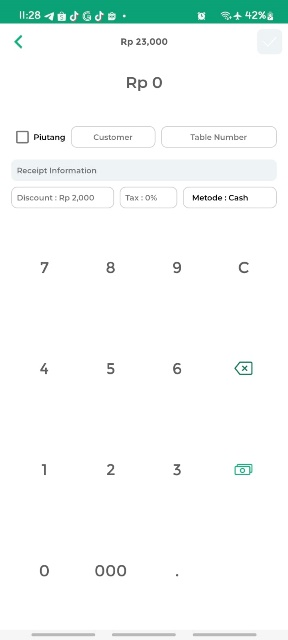 11:28 42%
Rp 23,000
Rp 0
Piutang Customer Table Number
Receipt Information
Discount : Rp 2,000 Tax : 0% Metode : Cash
7 8 9 C
4 5 6
1 2 3
0 000 .